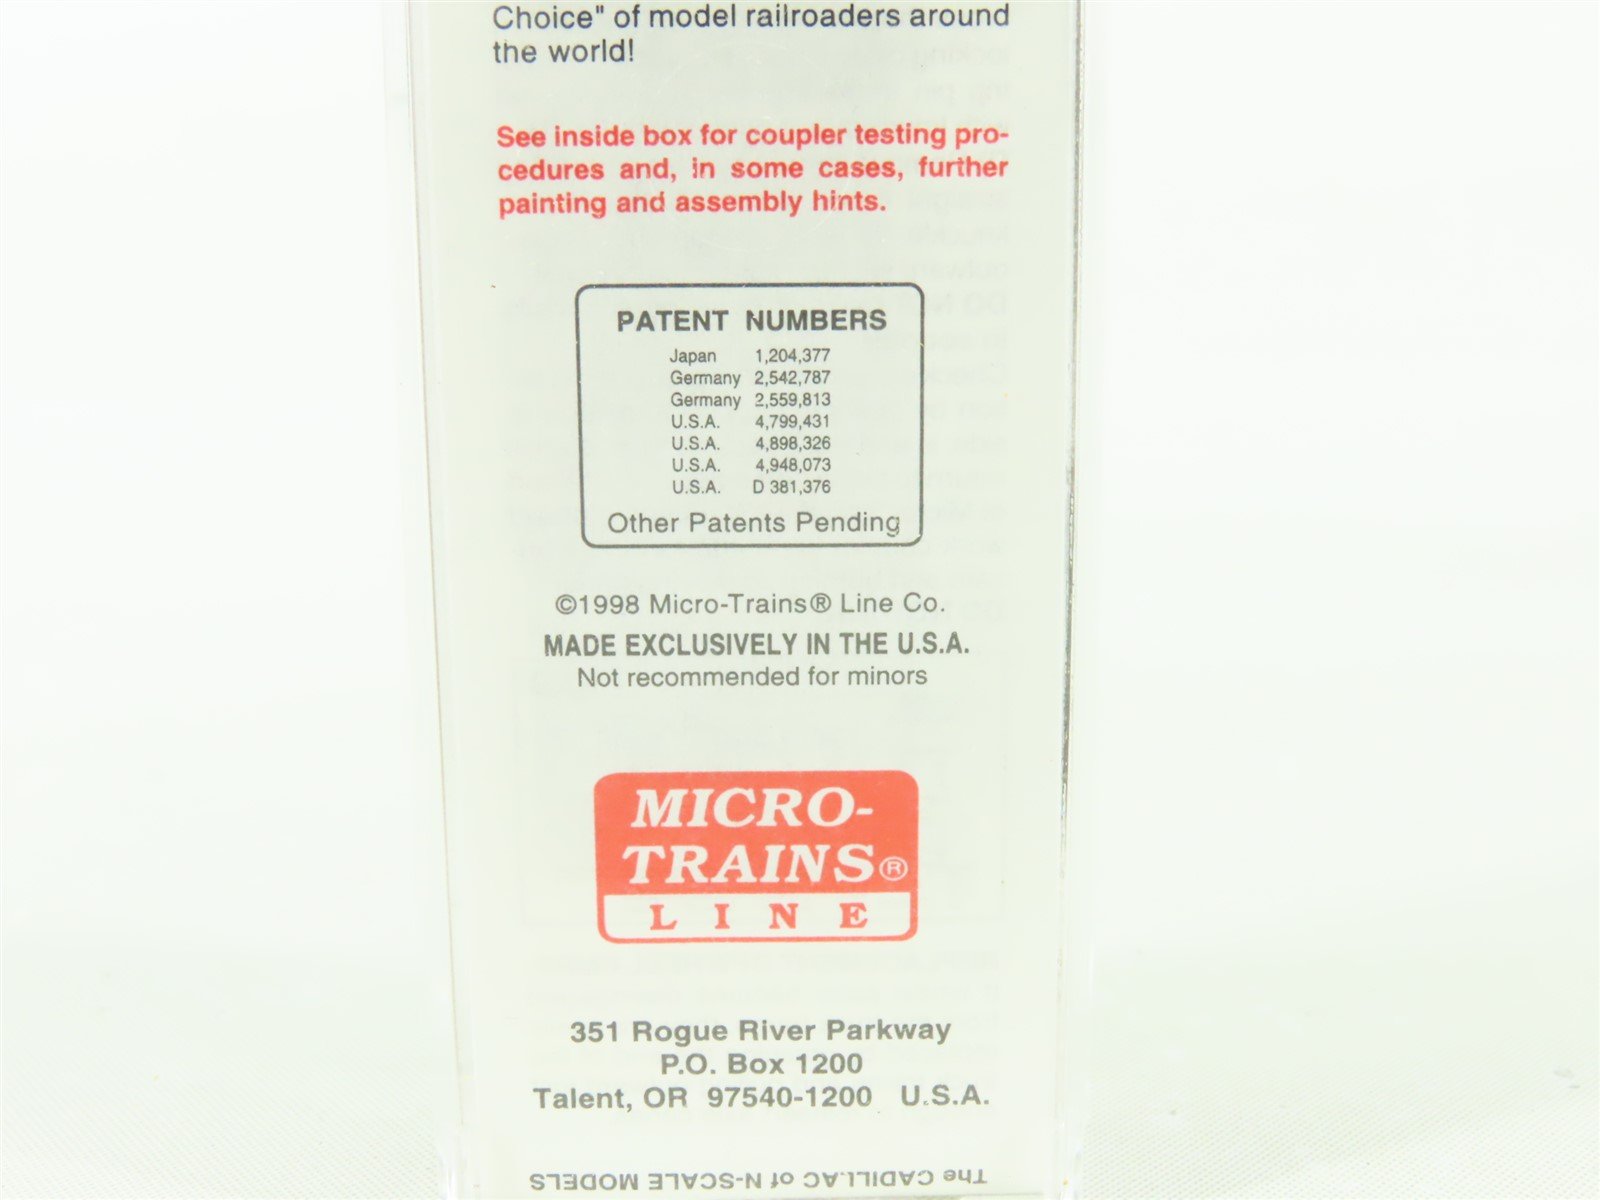 Choice" of model railroaders around
the world!
See inside box for coupler testing pro-
cedures and, in some cases, further
painting and assembly hints.
PATENT NUMBERS
Japan 1,204,377
Germany 2,542,787
Germany 2,559,813
U.S.A. 4,799,431
U.S.A. 4,898,326
U.S.A. 4,948,073
U.S.A. D 381,376
Other Patents Pending
©1998 Micro-Trains® Line Co.
MADE EXCLUSIVELY IN THE U.S.A.
Not recommended for minors
MICRO-
TRAINS®
LINE
351 Rogue River Parkway
P.O. Box 1200
Talent, OR 97540-1200 U.S.A.
The CADILLAC of N-SCALE MODELS